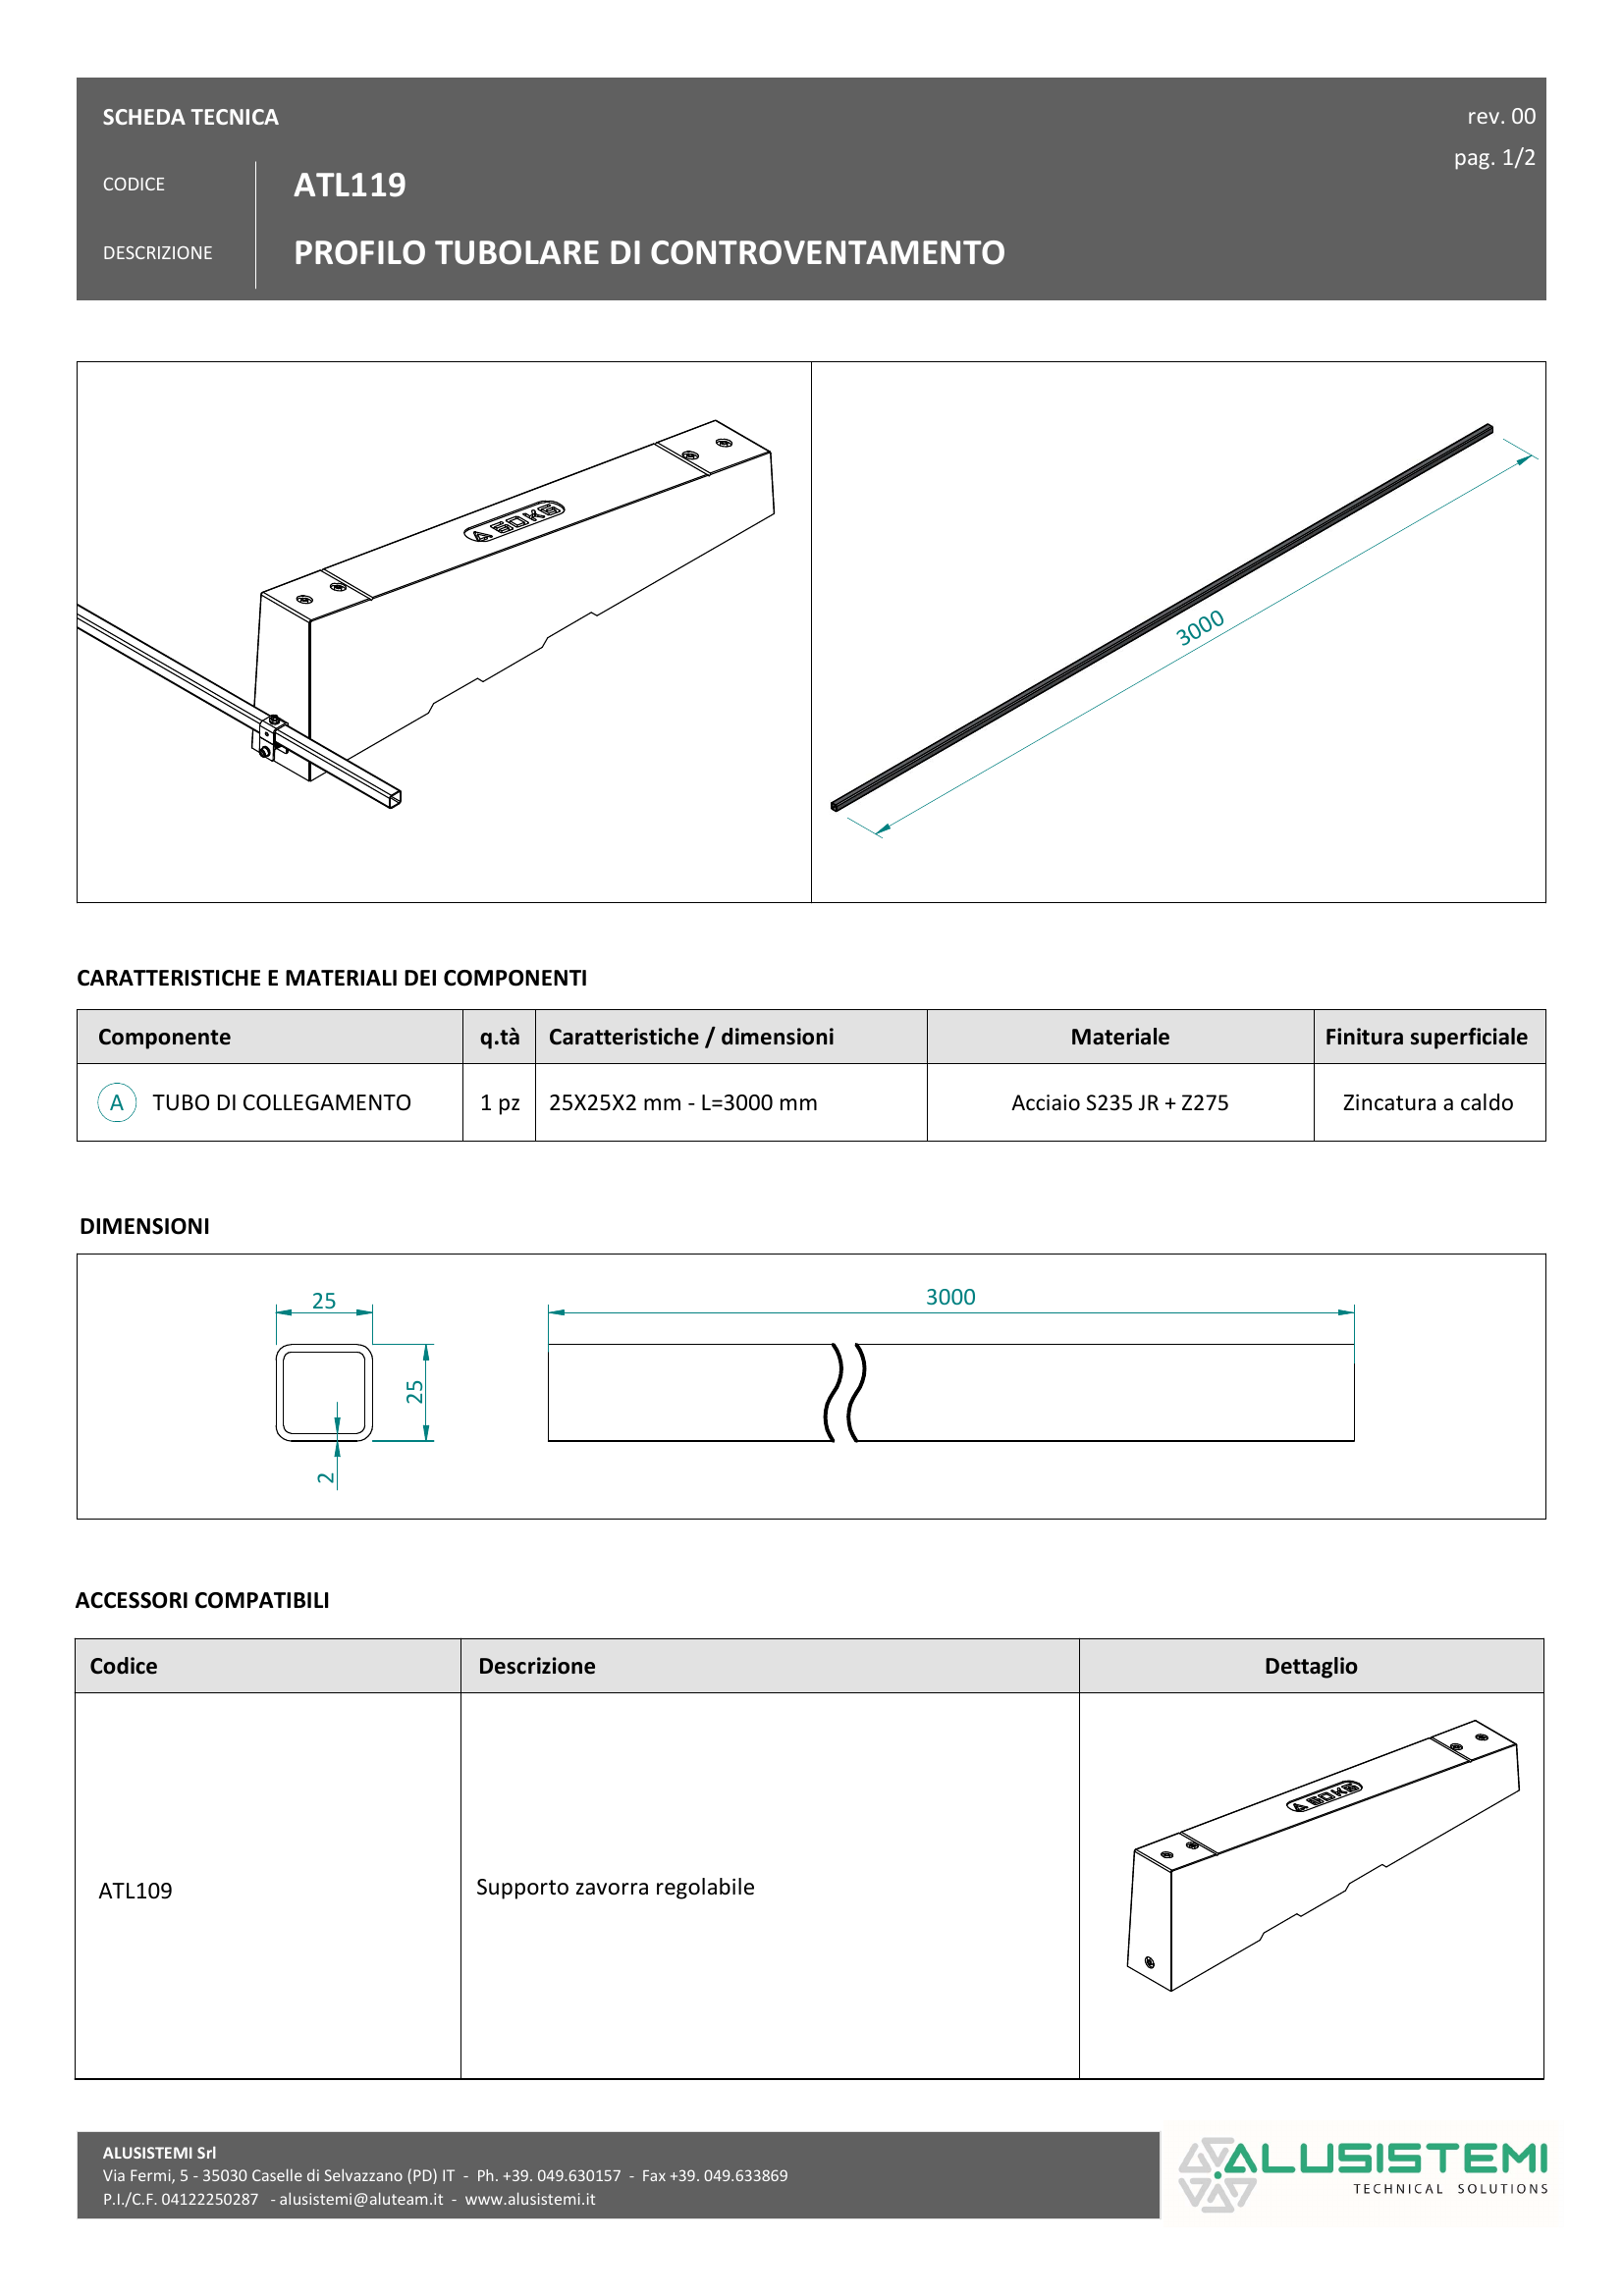 SCHEDA TECNICA
rev. 00
pag. 1/2
CODICE
ATL119
DESCRIZIONE
PROFILO TUBOLARE DI CONTROVENTAMENTO
A 60KG
3000
CARATTERISTICHE E MATERIALI DEI COMPONENTI
Componente q.tà Caratteristiche / dimensioni Materiale Finitura superficiale
A TUBO DI COLLEGAMENTO 1 pz 25X25X2 mm - L=3000 mm Acciaio S235 JR + Z275 Zincatura a caldo
DIMENSIONI
25
25
2
3000
ACCESSORI COMPATIBILI
Codice Descrizione Dettaglio
ATL109 Supporto zavorra regolabile
A 60KG
ALUSISTEMI Srl
Via Fermi, 5 - 35030 Caselle di Selvazzano (PD) IT - Ph. +39. 049.630157 - Fax +39. 049.633869
P.I./C.F. 04122250287 - alusistemi@aluteam.it - www.alusistemi.it
ALUSISTEMI
TECHNICAL SOLUTIONS